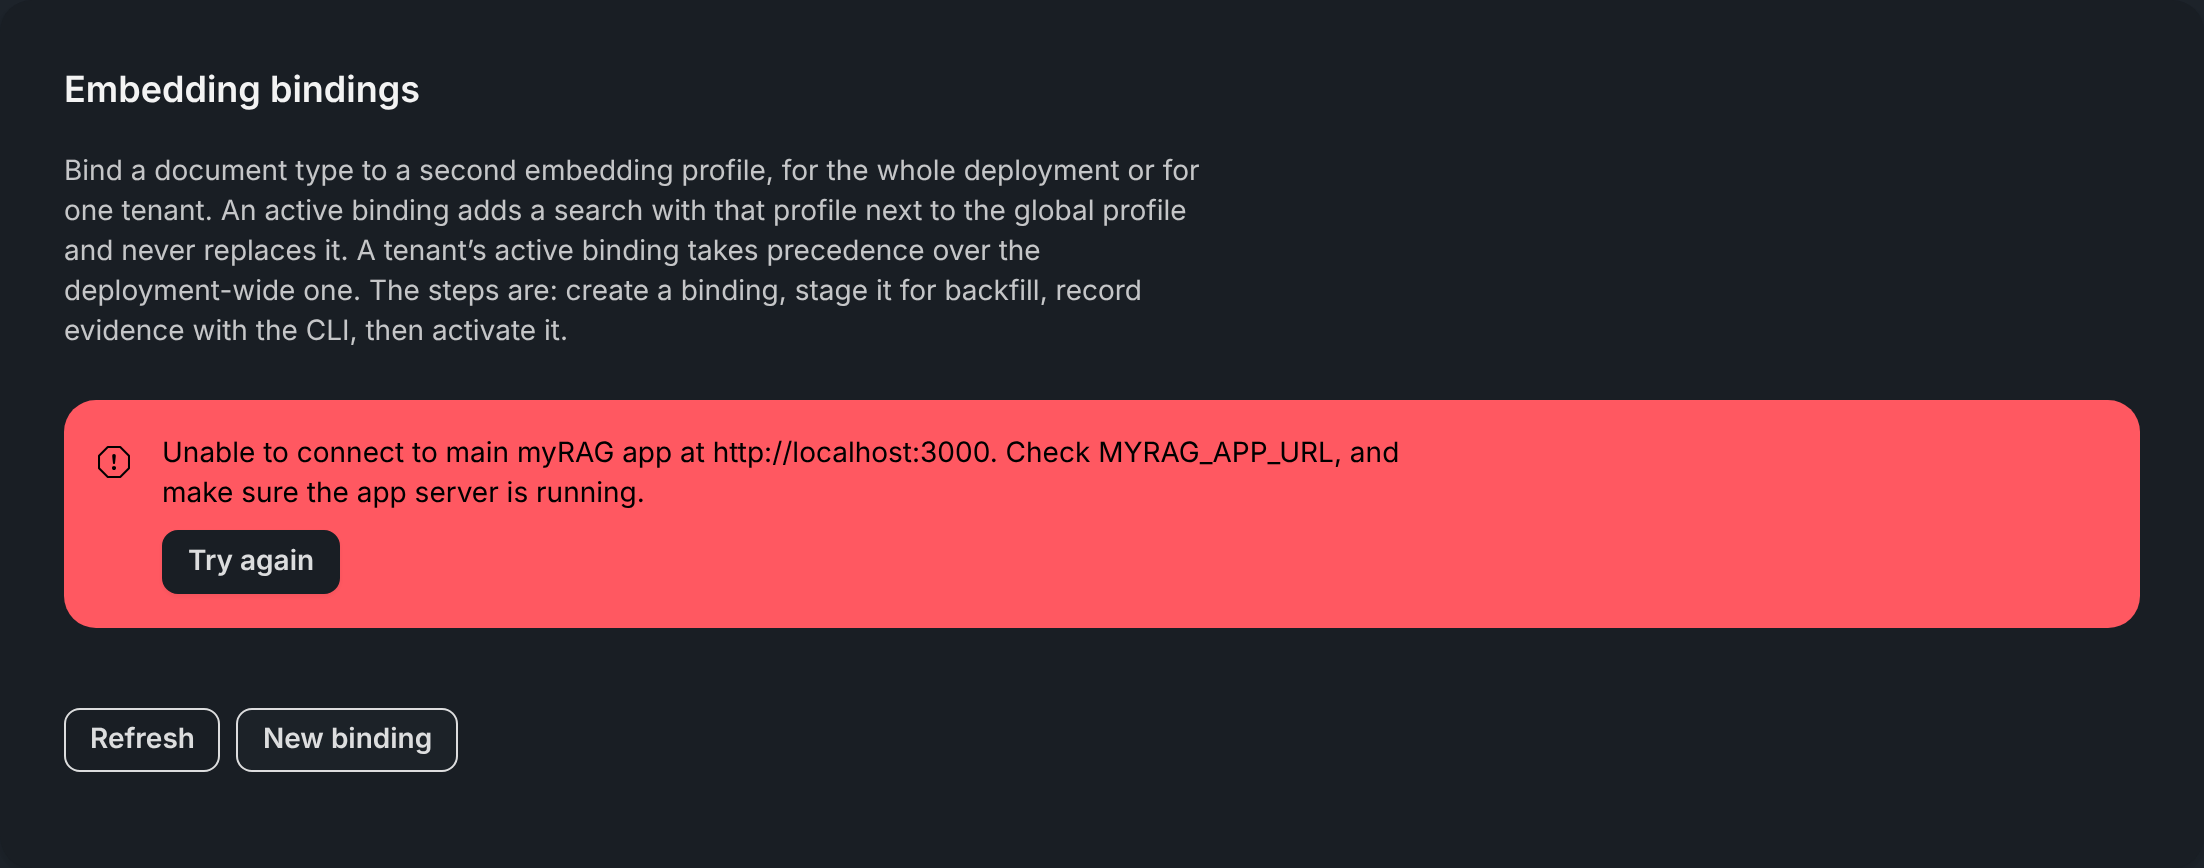 Embedding bindings
Bind a document type to a second embedding profile, for the whole deployment or for
one tenant. An active binding adds a search with that profile next to the global profile
and never replaces it. A tenant’s active binding takes precedence over the
deployment-wide one. The steps are: create a binding, stage it for backfill, record
evidence with the CLI, then activate it.
Unable to connect to main myRAG app at http://localhost:3000. Check MYRAG_APP_URL, and
make sure the app server is running.
Try again
Refresh
New binding